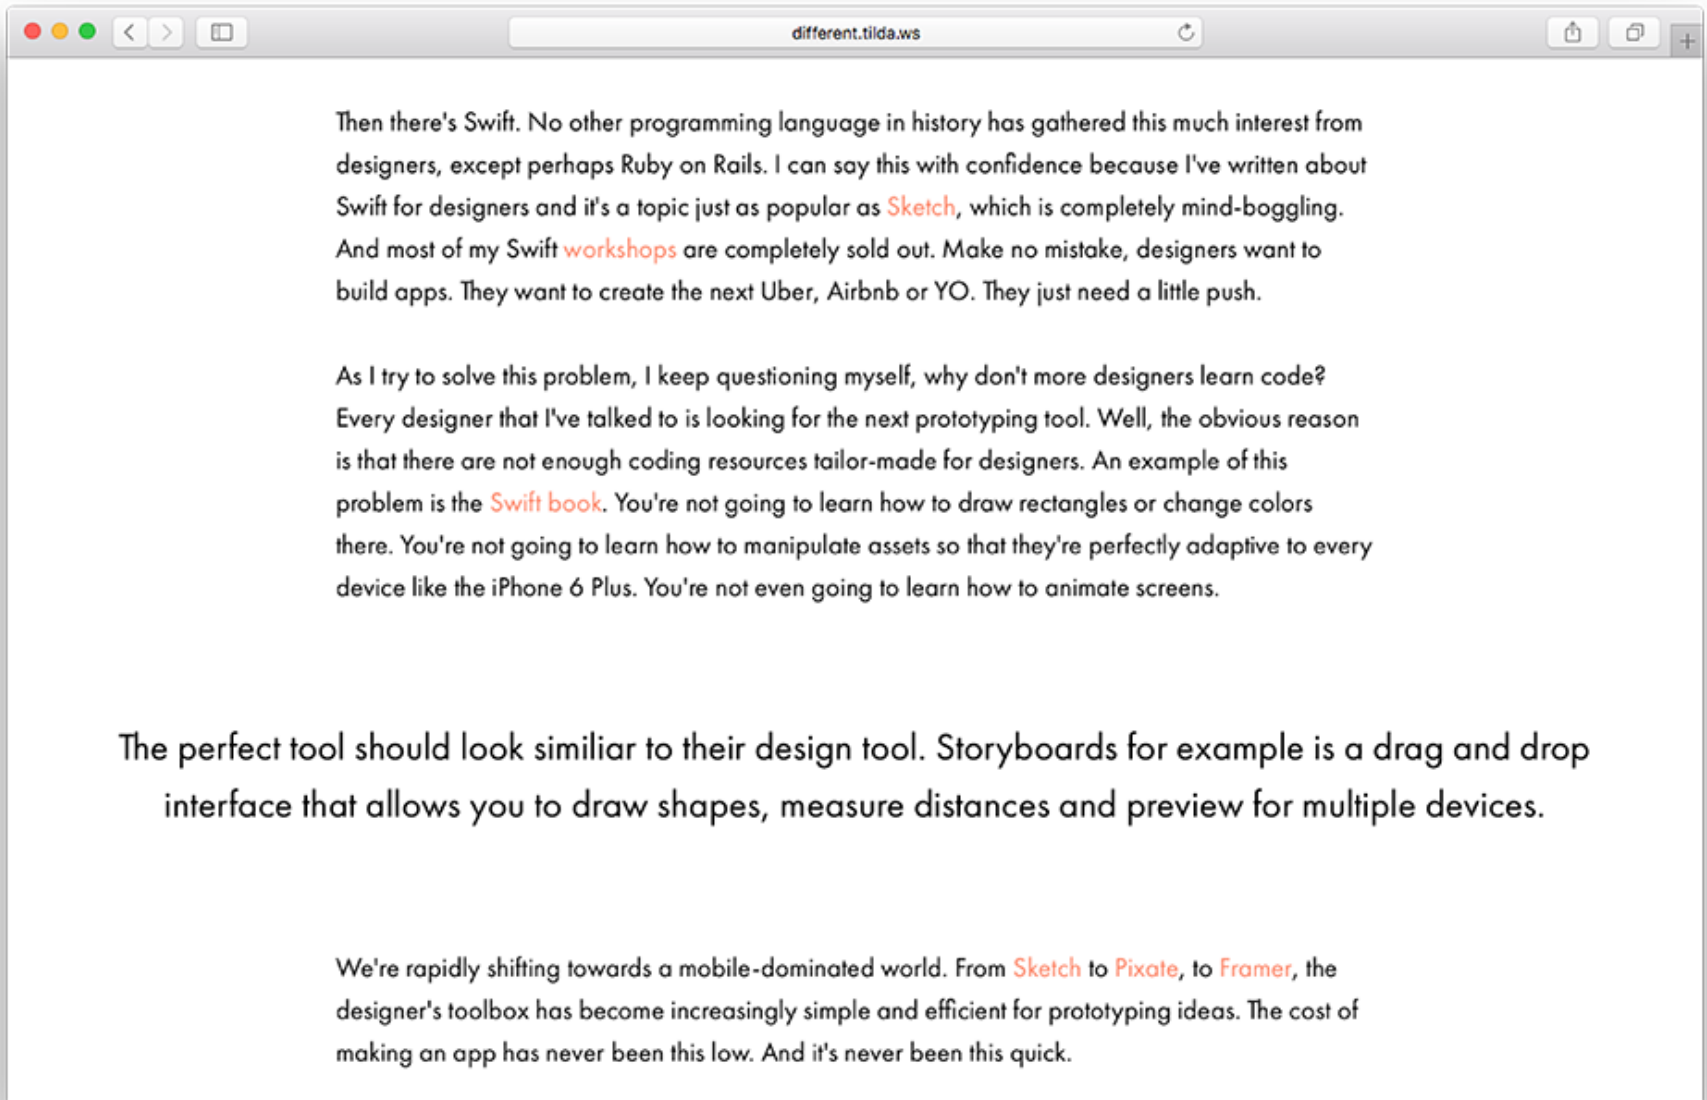 different.tilda.ws
Then there's Swift. No other programming language in history has gathered this much interest from
designers, except perhaps Ruby on Rails. I can say this with confidence because I've written about
Swift for designers and it's a topic just as popular as Sketch, which is completely mind-boggling.
And most of my Swift workshops are completely sold out. Make no mistake, designers want to
build apps. They want to create the next Uber, Airbnb or YO. They just need a little push.
As I try to solve this problem, I keep questioning myself, why don't more designers learn code?
Every designer that I've talked to is looking for the next prototyping tool. Well, the obvious reason
is that there are not enough coding resources tailor-made for designers. An example of this
problem is the Swift book. You're not going to learn how to draw rectangles or change colors
there. You're not going to learn how to manipulate assets so that they're perfectly adaptive to every
device like the iPhone 6 Plus. You're not even going to learn how to animate screens.
The perfect tool should look similiar to their design tool. Storyboards for example is a drag and drop
interface that allows you to draw shapes, measure distances and preview for multiple devices.
We're rapidly shifting towards a mobile-dominated world. From Sketch to Pixate, to Framer, the
designer's toolbox has become increasingly simple and efficient for prototyping ideas. The cost of
making an app has never been this low. And it's never been this quick.